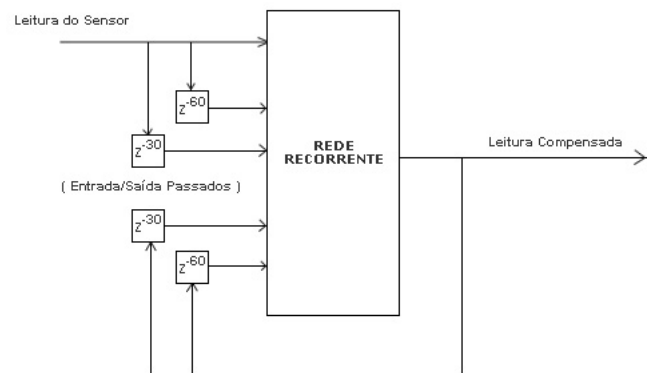 Leitura do Sensor
z-60
z-30
REDE
RECORRENTE
Leitura Compensada
( Entrada/Saída Passados )
z-30
z-60